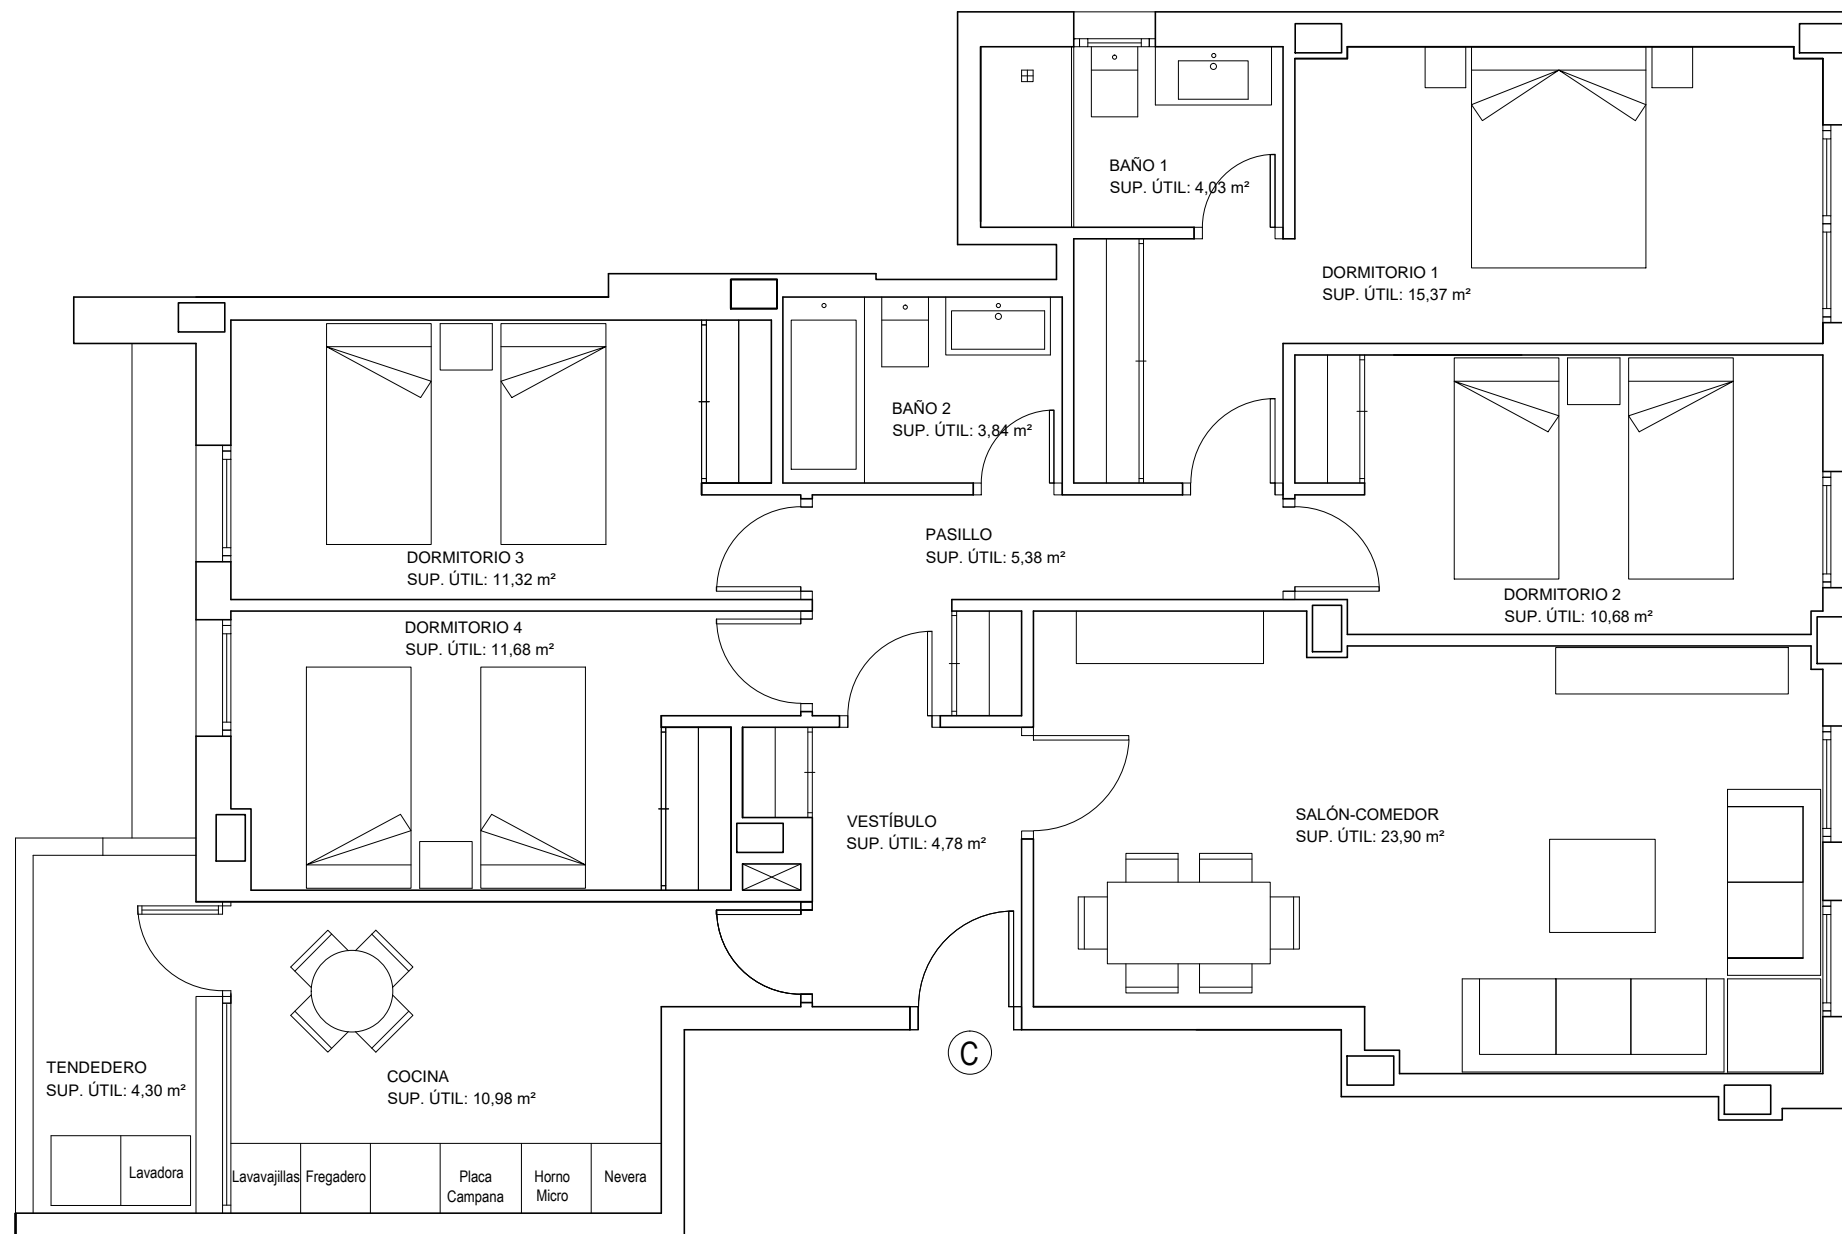 BAÑO 1
SUP. ÚTIL: 4,03 m²
DORMITORIO 1
SUP. ÚTIL: 15,37 m²
BAÑO 2
SUP. ÚTIL: 3,84 m²
PASILLO
SUP. ÚTIL: 5,38 m²
DORMITORIO 3
SUP. ÚTIL: 11,32 m²
DORMITORIO 2
SUP. ÚTIL: 10,68 m²
DORMITORIO 4
SUP. ÚTIL: 11,68 m²
VESTÍBULO
SUP. ÚTIL: 4,78 m²
SALÓN-COMEDOR
SUP. ÚTIL: 23,90 m²
C
TENDEDERO
SUP. ÚTIL: 4,30 m²
COCINA
SUP. ÚTIL: 10,98 m²
Lavadora
Lavavajillas
Fregadero
Placa
Campana
Horno
Micro
Nevera